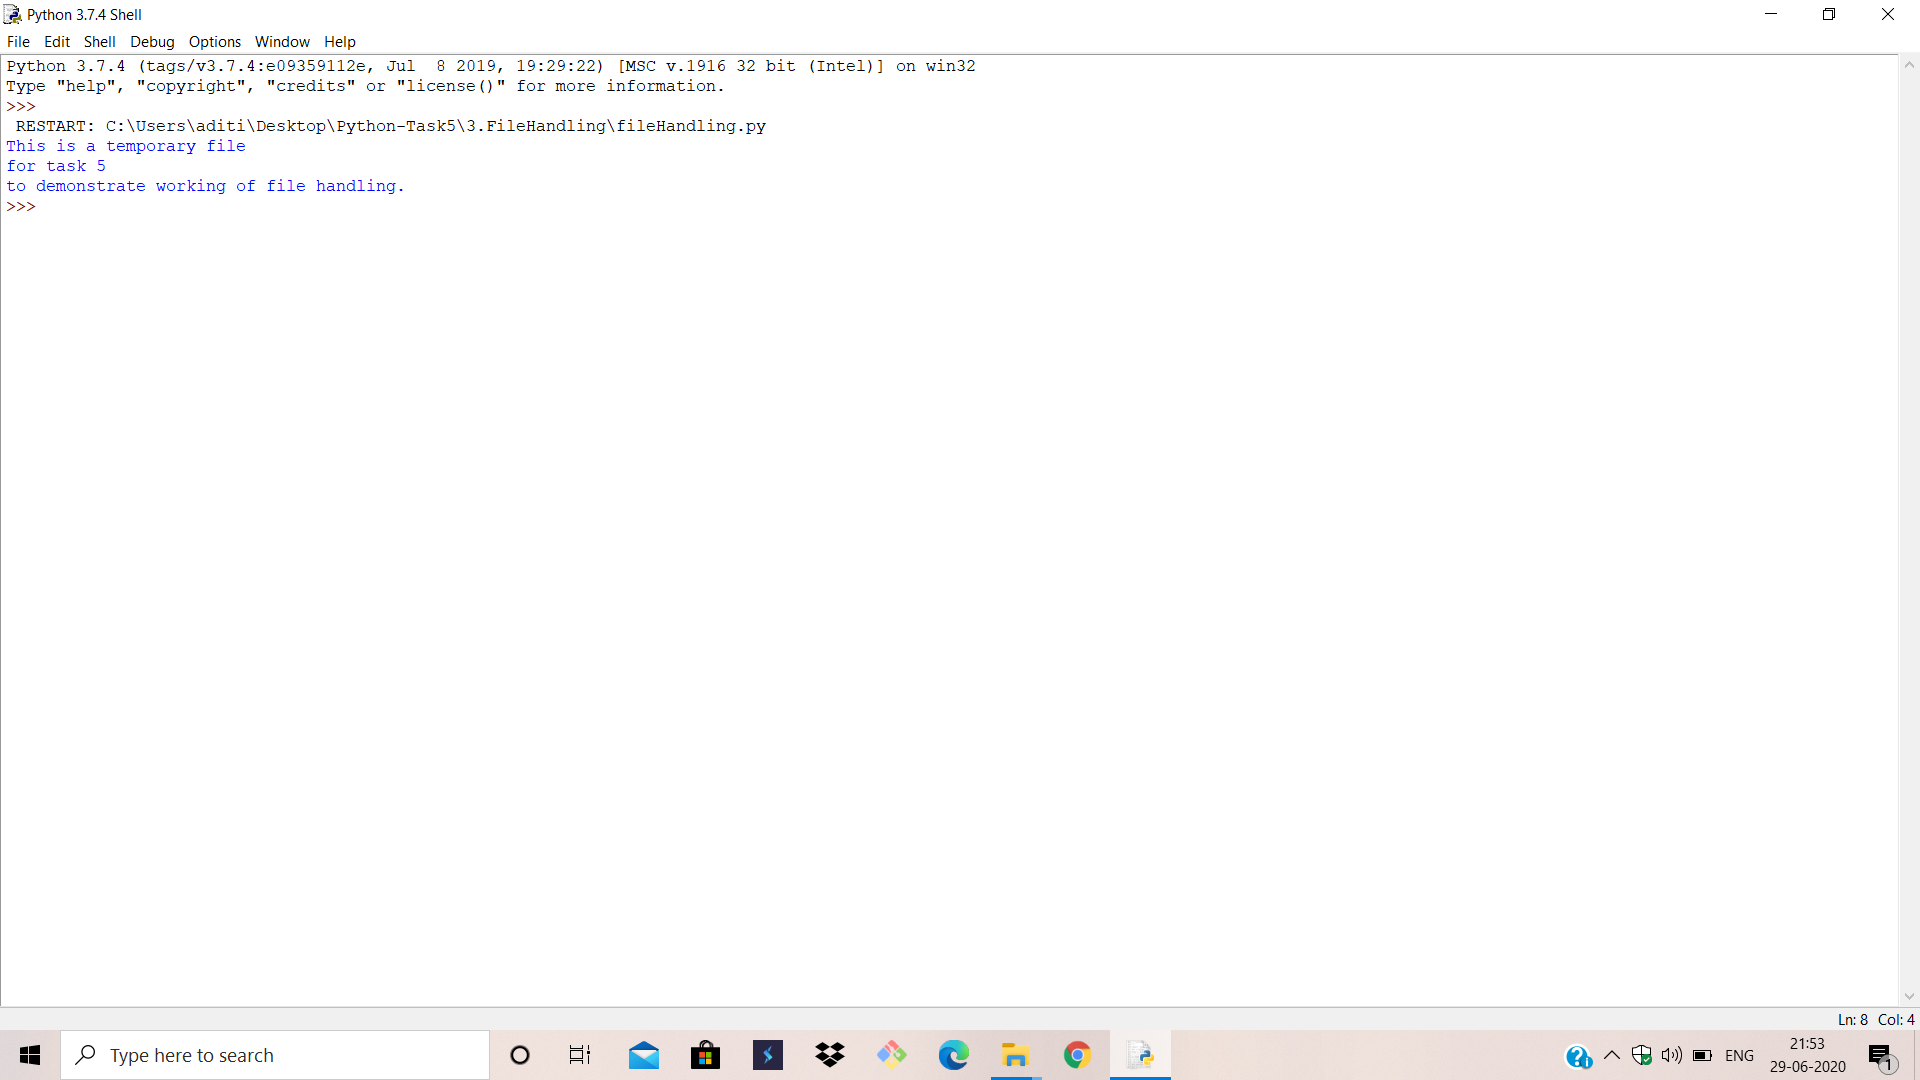 Python 3.7.4 Shell
File Edit Shell Debug Options Window Help
Python 3.7.4 (tags/v3.7.4:e09359112e, Jul  8 2019, 19:29:22) [MSC v.1916 32 bit (Intel)] on win32
Type "help", "copyright", "credits" or "license()" for more information.
>>>
 RESTART: C:\Users\aditi\Desktop\Python-Task5\3.FileHandling\fileHandling.py
This is a temporary file
for task 5
to demonstrate working of file handling.
>>>
Ln: 8 Col: 4
Type here to search
ENG
21:53
29-06-2020
1